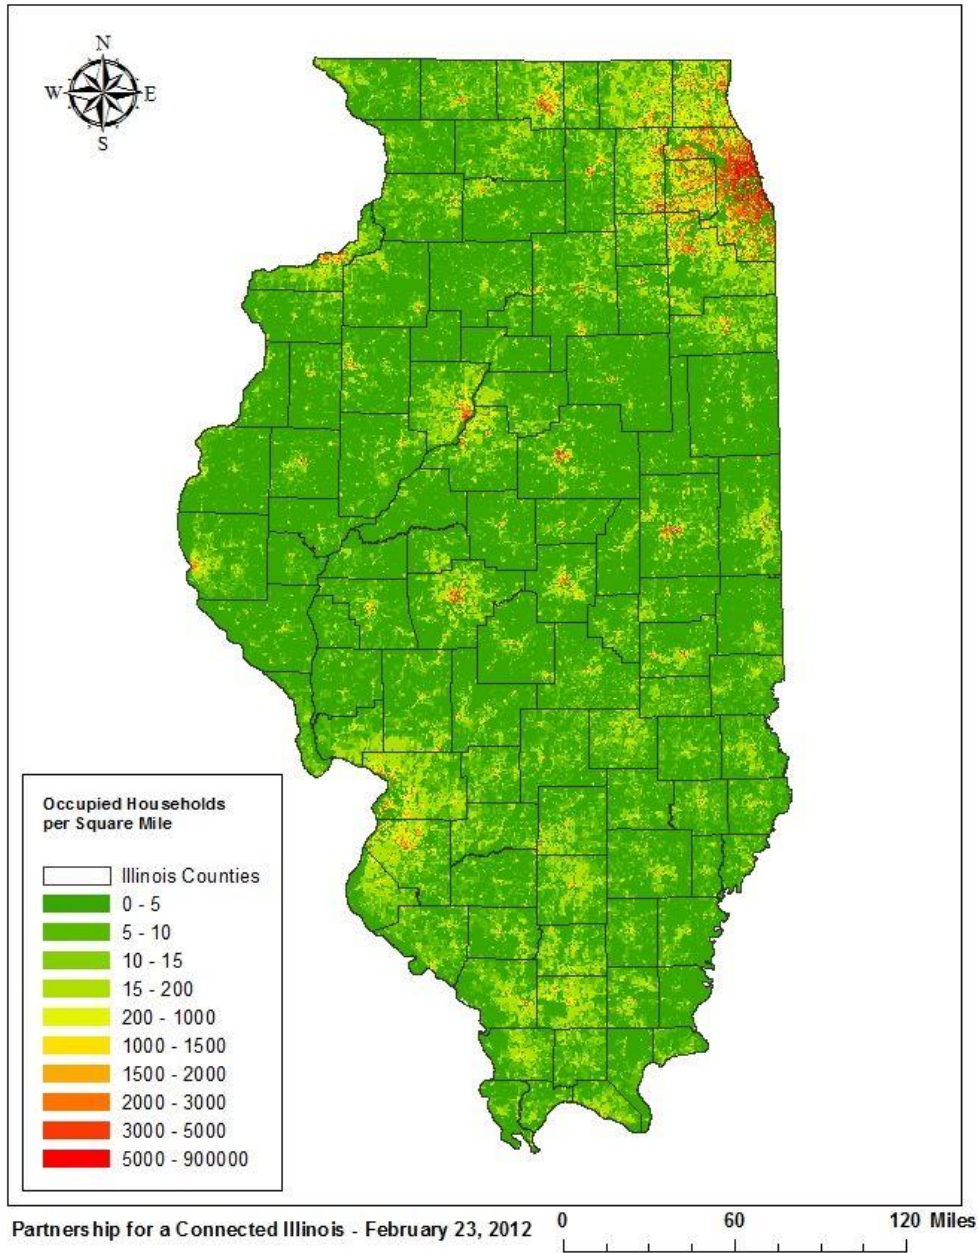 N
W E
S
Occupied Households
per Square Mile
Illinois Counties
0 - 5
5 - 10
10 - 15
15 - 200
200 - 1000
1000 - 1500
1500 - 2000
2000 - 3000
3000 - 5000
5000 - 900000
Partnership for a Connected Illinois - February 23, 2012
0 60 120 Miles